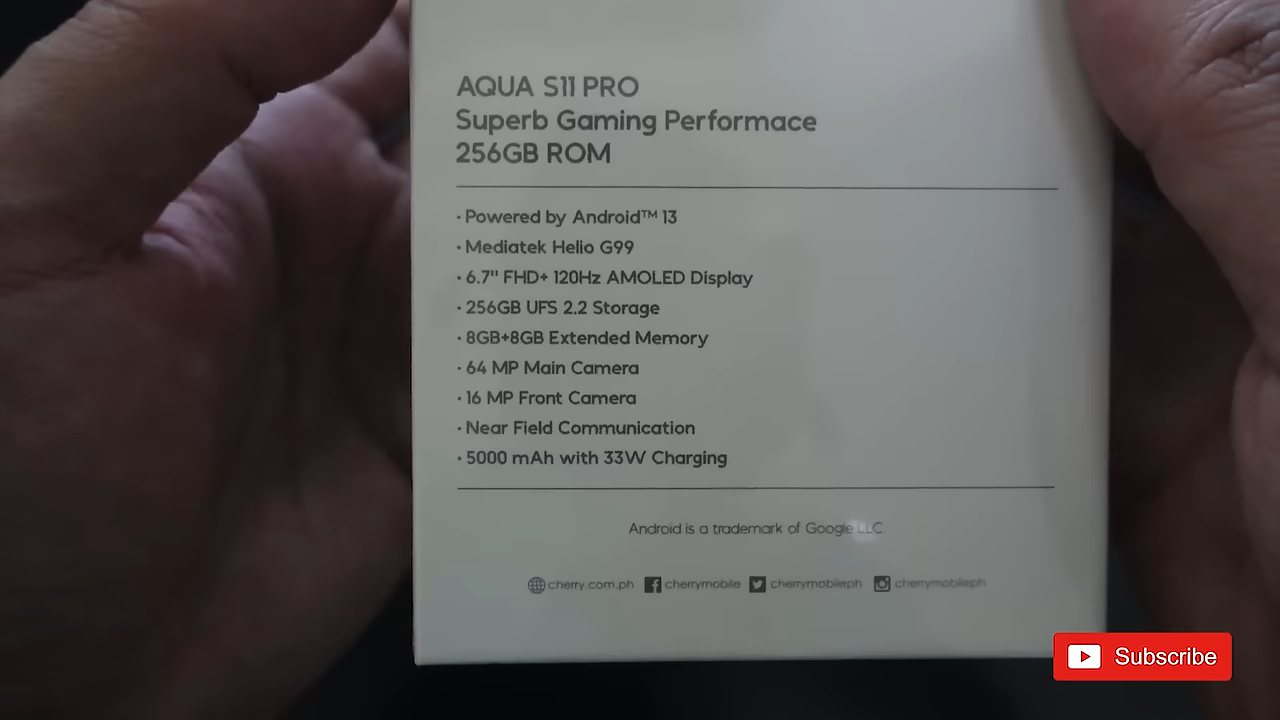 AQUA S11 PRO
Superb Gaming Performace
256GB ROM
· Powered by Android™ 13
· Mediatek Helio G99
· 6.7" FHD+ 120Hz AMOLED Display
· 256GB UFS 2.2 Storage
· 8GB+8GB Extended Memory
· 64 MP Main Camera
· 16 MP Front Camera
· Near Field Communication
· 5000 mAh with 33W Charging
Android is a trademark of Google LLC.
cherry.com.ph cherrymobile cherrymobileph cherrymobileph
Subscribe